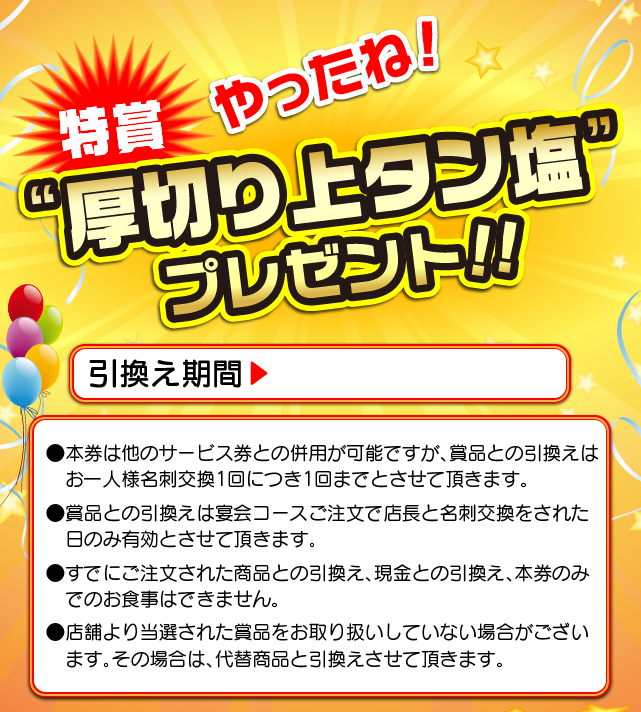 やったね!
特賞
“厚切り上タン塩”
プレゼント!!
引換え期間▶
●本券は他のサービス券との併用が可能ですが、賞品との引換えは
お一人様名刺交換1回につき1回までとさせて頂きます。
●賞品との引換えは宴会コースご注文で店長と名刺交換をされた
日のみ有効とさせて頂きます。
●すでにご注文された商品との引換え、現金との引換え、本券のみ
でのお食事はできません。
●店舗より当選された賞品をお取り扱いしていない場合がござい
ます。その場合は、代替商品と引換えさせて頂きます。